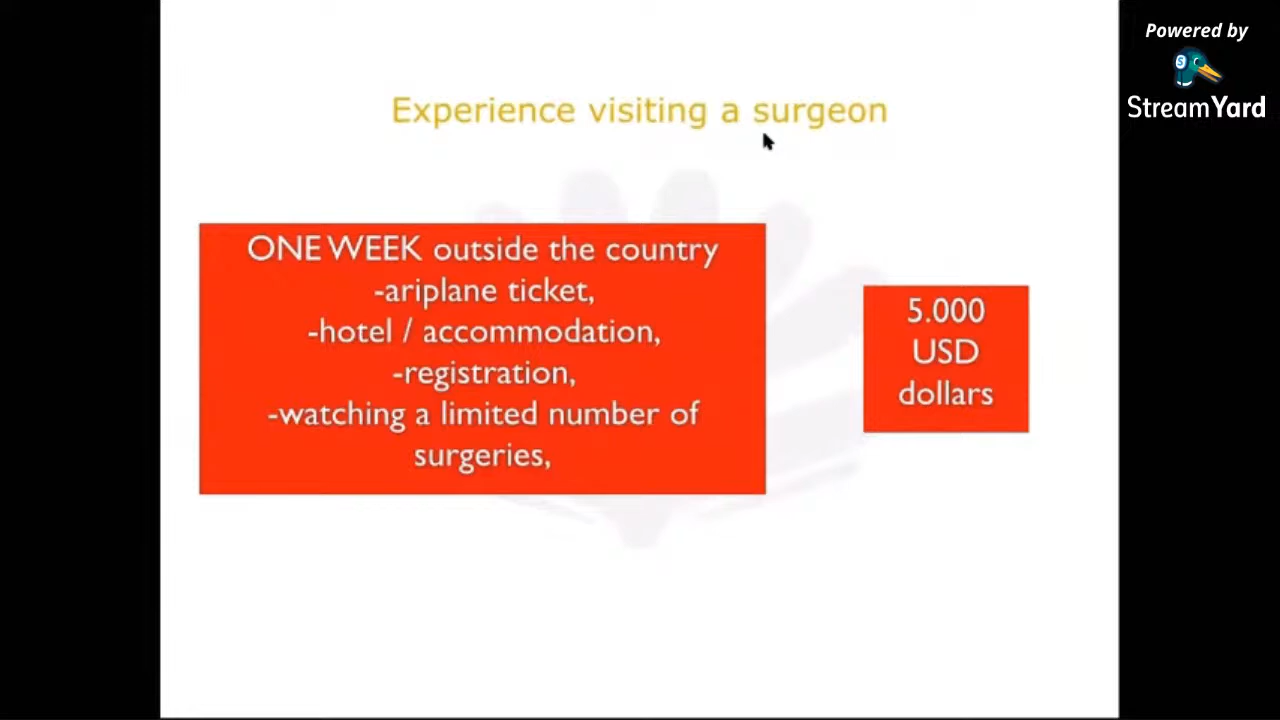 Powered by
StreamYard
Experience visiting a surgeon
ONE WEEK outside the country
-ariplane ticket,
-hotel / accommodation,
-registration,
-watching a limited number of
surgeries,
5.000
USD
dollars